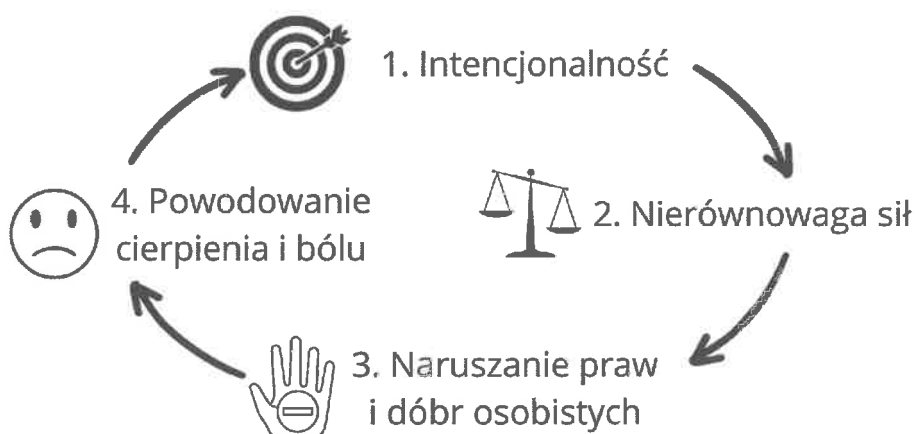 1. Intencjonalność
2. Nierównowaga sił
3. Naruszanie praw
i dóbr osobistych
4. Powodowanie
cierpienia i bólu